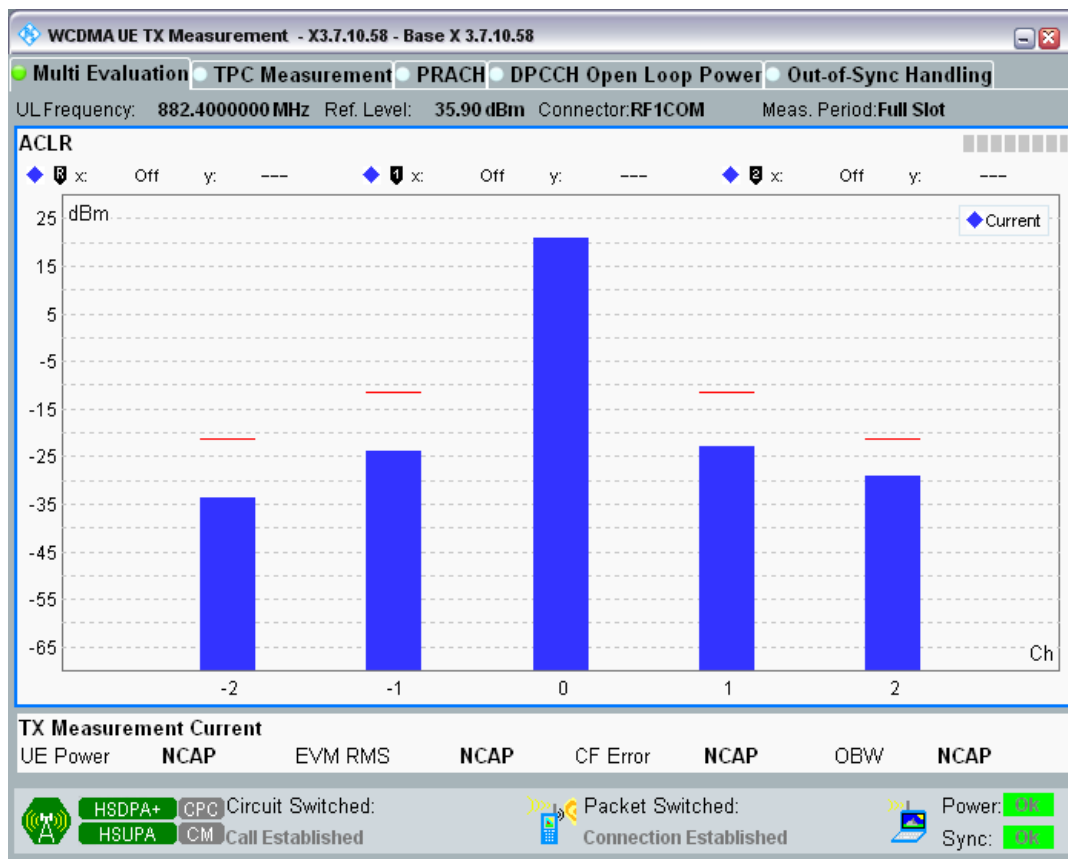 WCDMA UE TX Measurement - X3.7.10.58 - Base X 3.7.10.58
Multi Evaluation TPC Measurement PRACH DPCCH Open Loop Power Out-of-Sync Handling
UL Frequency: 882.4000000 MHz Ref. Level: 35.90 dBm Connector:RF1COM Meas. Period:Full Slot
ACLR
R x: Off y: --- 1 x: Off y: --- 2 x: Off y: ---
dBm
Current
25
15
5
-5
-15
-25
-35
-45
-55
-65
Ch
-2 -1 0 1 2
TX Measurement Current
UE Power NCAP EVM RMS NCAP CF Error NCAP OBW NCAP
HSDPA+ CPC Circuit Switched: Packet Switched: Power: OK
HSUPA CM Call Established Connection Established Sync: OK